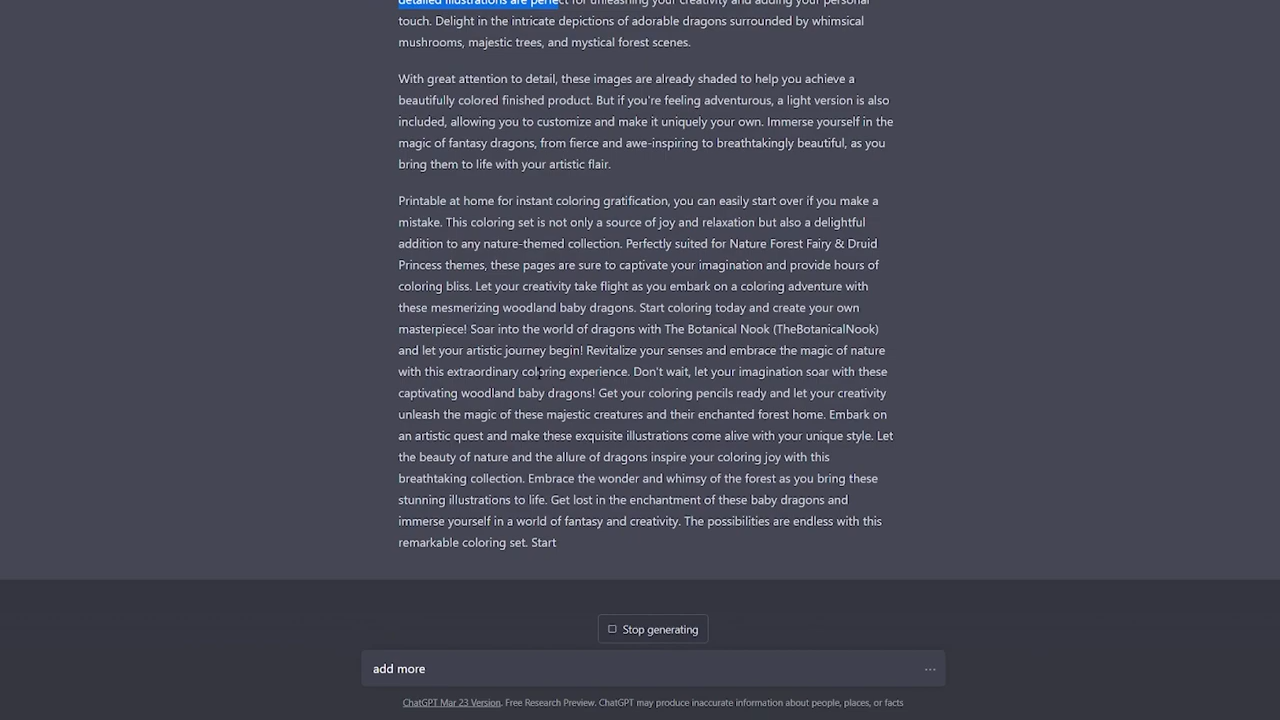 detailed illustrations are perfect for unleashing your creativity and adding your personal
touch. Delight in the intricate depictions of adorable dragons surrounded by whimsical
mushrooms, majestic trees, and mystical forest scenes.
With great attention to detail, these images are already shaded to help you achieve a
beautifully colored finished product. But if you're feeling adventurous, a light version is also
included, allowing you to customize and make it uniquely your own. Immerse yourself in the
magic of fantasy dragons, from fierce and awe-inspiring to breathtakingly beautiful, as you
bring them to life with your artistic flair.
Printable at home for instant coloring gratification, you can easily start over if you make a
mistake. This coloring set is not only a source of joy and relaxation but also a delightful
addition to any nature-themed collection. Perfectly suited for Nature Forest Fairy & Druid
Princess themes, these pages are sure to captivate your imagination and provide hours of
coloring bliss. Let your creativity take flight as you embark on a coloring adventure with
these mesmerizing woodland baby dragons. Start coloring today and create your own
masterpiece! Soar into the world of dragons with The Botanical Nook (TheBotanicalNook)
and let your artistic journey begin! Revitalize your senses and embrace the magic of nature
with this extraordinary coloring experience. Don't wait, let your imagination soar with these
captivating woodland baby dragons! Get your coloring pencils ready and let your creativity
unleash the magic of these majestic creatures and their enchanted forest home. Embark on
an artistic quest and make these exquisite illustrations come alive with your unique style. Let
the beauty of nature and the allure of dragons inspire your coloring joy with this
breathtaking collection. Embrace the wonder and whimsy of the forest as you bring these
stunning illustrations to life. Get lost in the enchantment of these baby dragons and
immerse yourself in a world of fantasy and creativity. The possibilities are endless with this
remarkable coloring set. Start
Stop generating
add more
ChatGPT Mar 23 Version. Free Research Preview. ChatGPT may produce inaccurate information about people, places, or facts